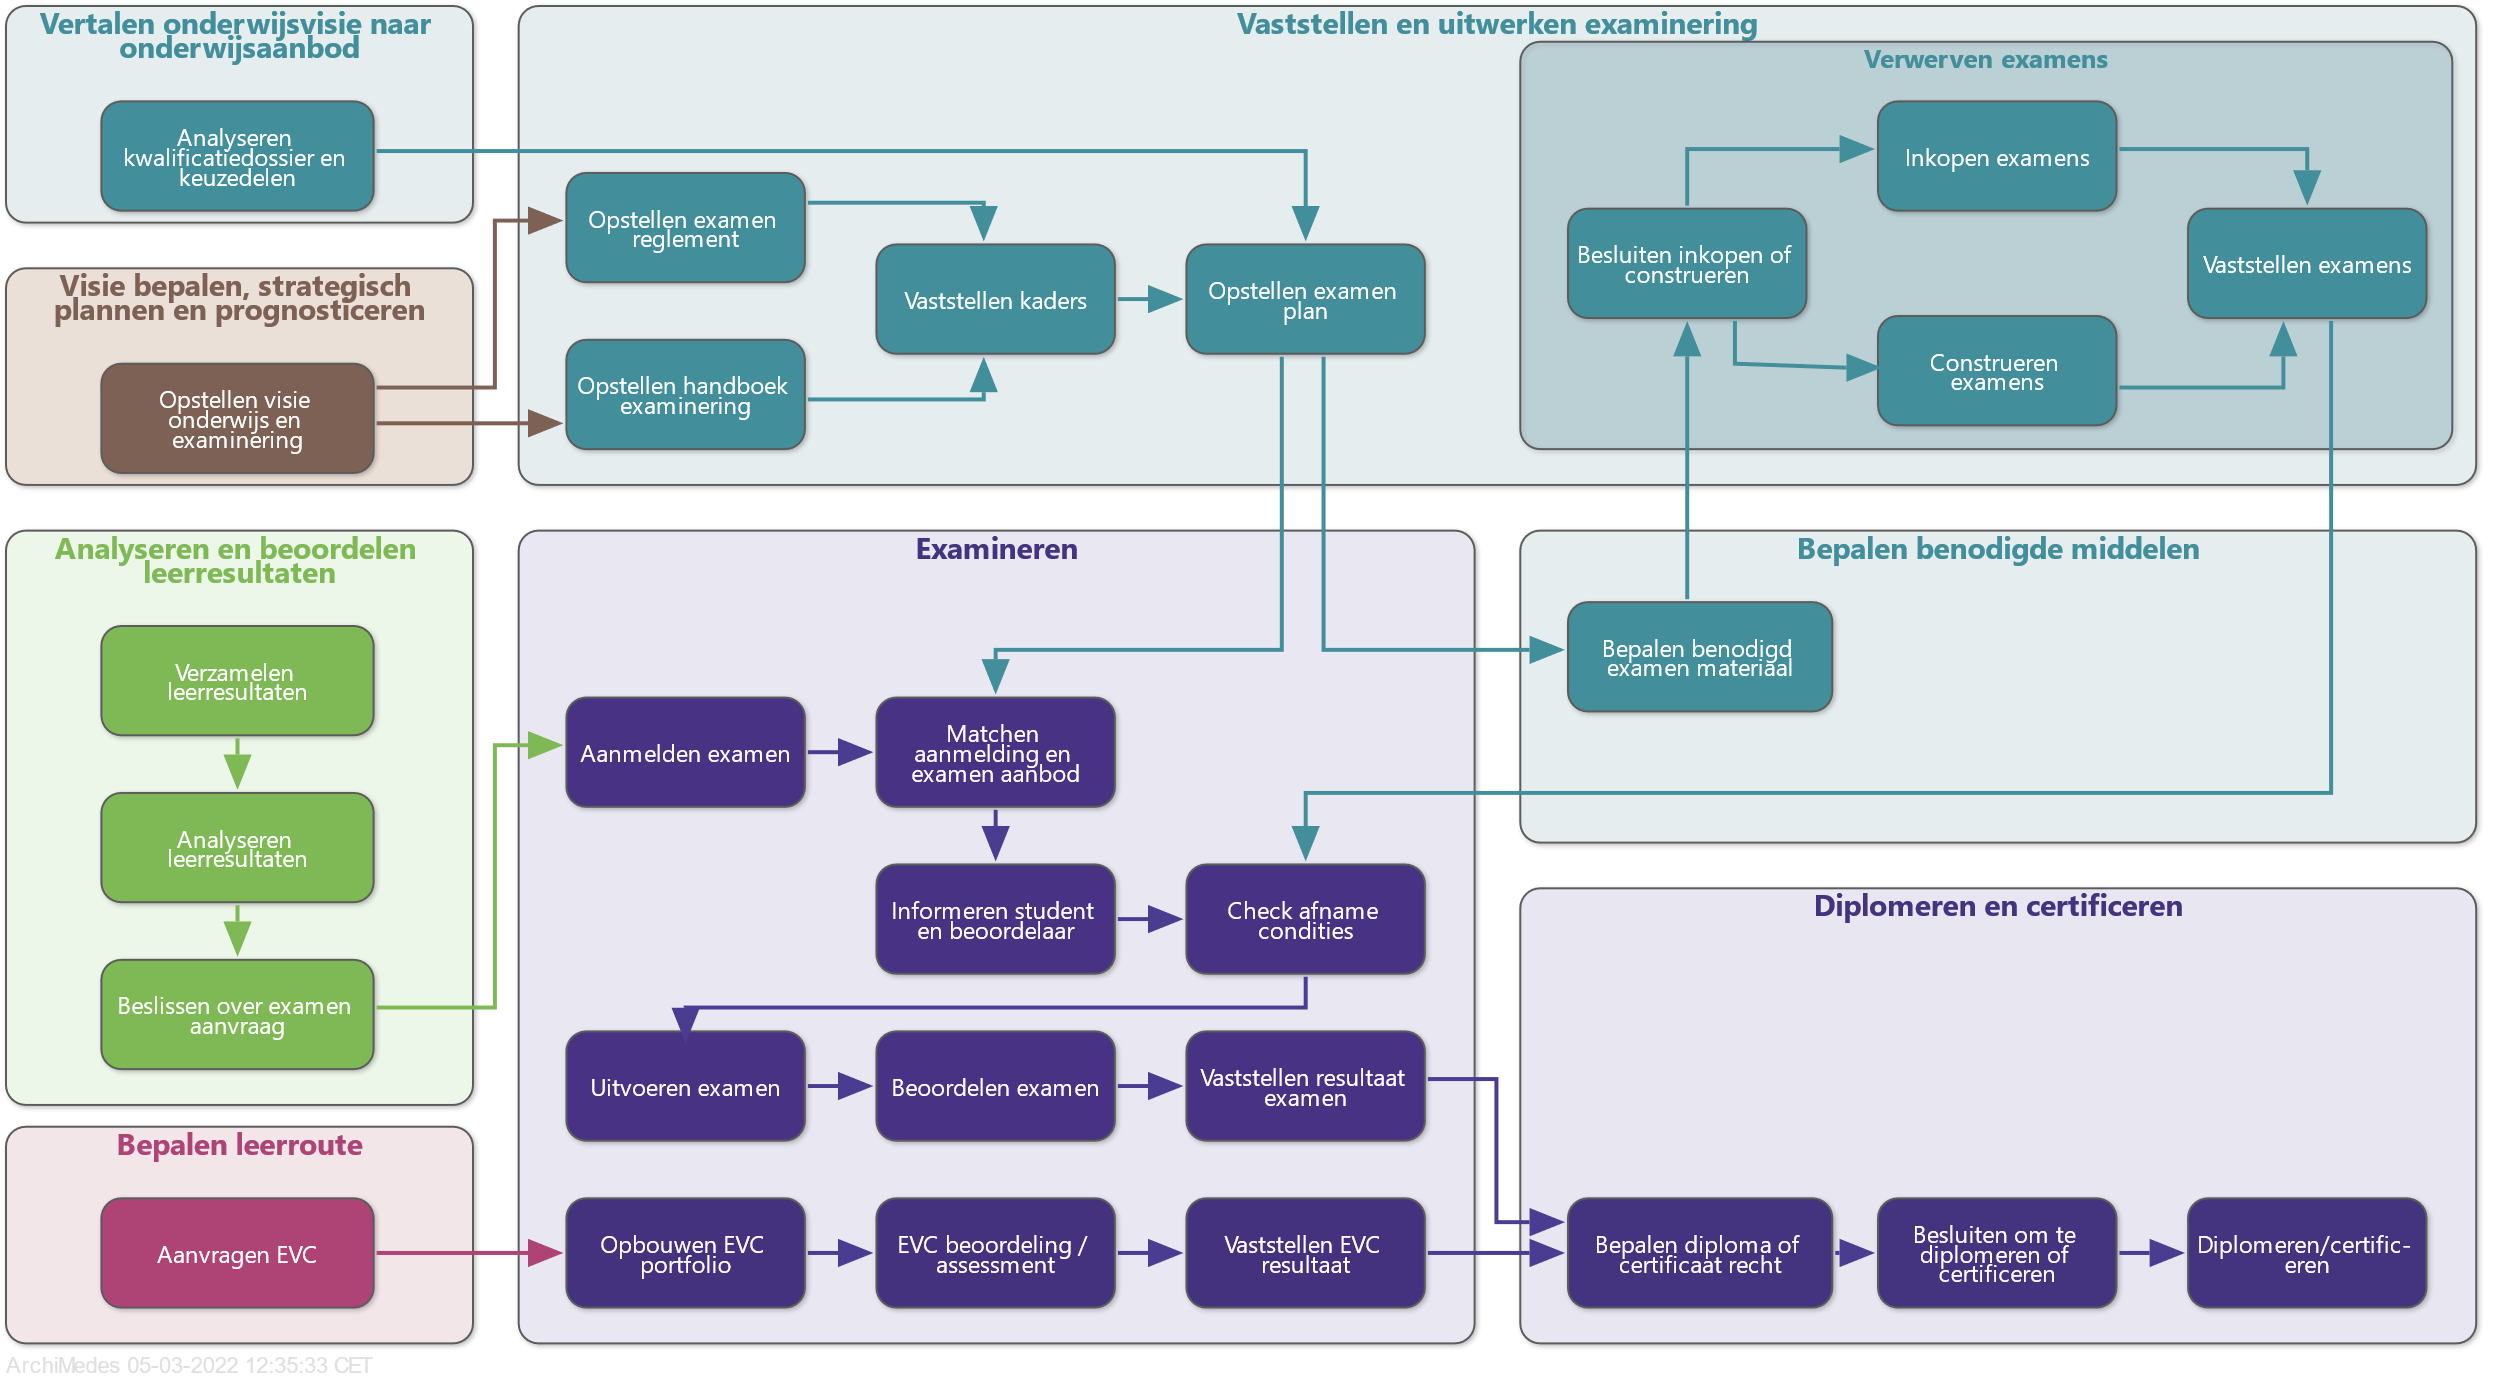 Vertalen onderwijsvisie naar
onderwijsaanbod
Analyseren
kwalificatiedossier en
keuzedelen
Visie bepalen, strategisch
plannen en prognosticeren
Opstellen visie
onderwijs en
examinering
Vaststellen en uitwerken examinering
Opstellen examen
reglement
Opstellen handboek
examinering
Vaststellen kaders
Opstellen examen
plan
Verwerven examens
Besluiten inkopen of
construeren
Inkopen examens
Construeren
examens
Vaststellen examens
Analyseren en beoordelen
leerresultaten
Verzamelen
leerresultaten
Analyseren
leerresultaten
Beslissen over examen
aanvraag
Bepalen leerroute
Aanvragen EVC
Examineren
Aanmelden examen
Matchen
aanmelding en
examen aanbod
Informeren student
en beoordelaar
Check afname
condities
Uitvoeren examen
Beoordelen examen
Vaststellen resultaat
examen
Opbouwen EVC
portfolio
EVC beoordeling /
assessment
Vaststellen EVC
resultaat
Bepalen benodigde middelen
Bepalen benodigd
examen materiaal
Diplomeren en certificeren
Bepalen diploma of
certificaat recht
Besluiten om te
diplomeren of
certificeren
Diplomeren/certific-
eren
ArchiMedes 05-03-2022 12:35:33 CET